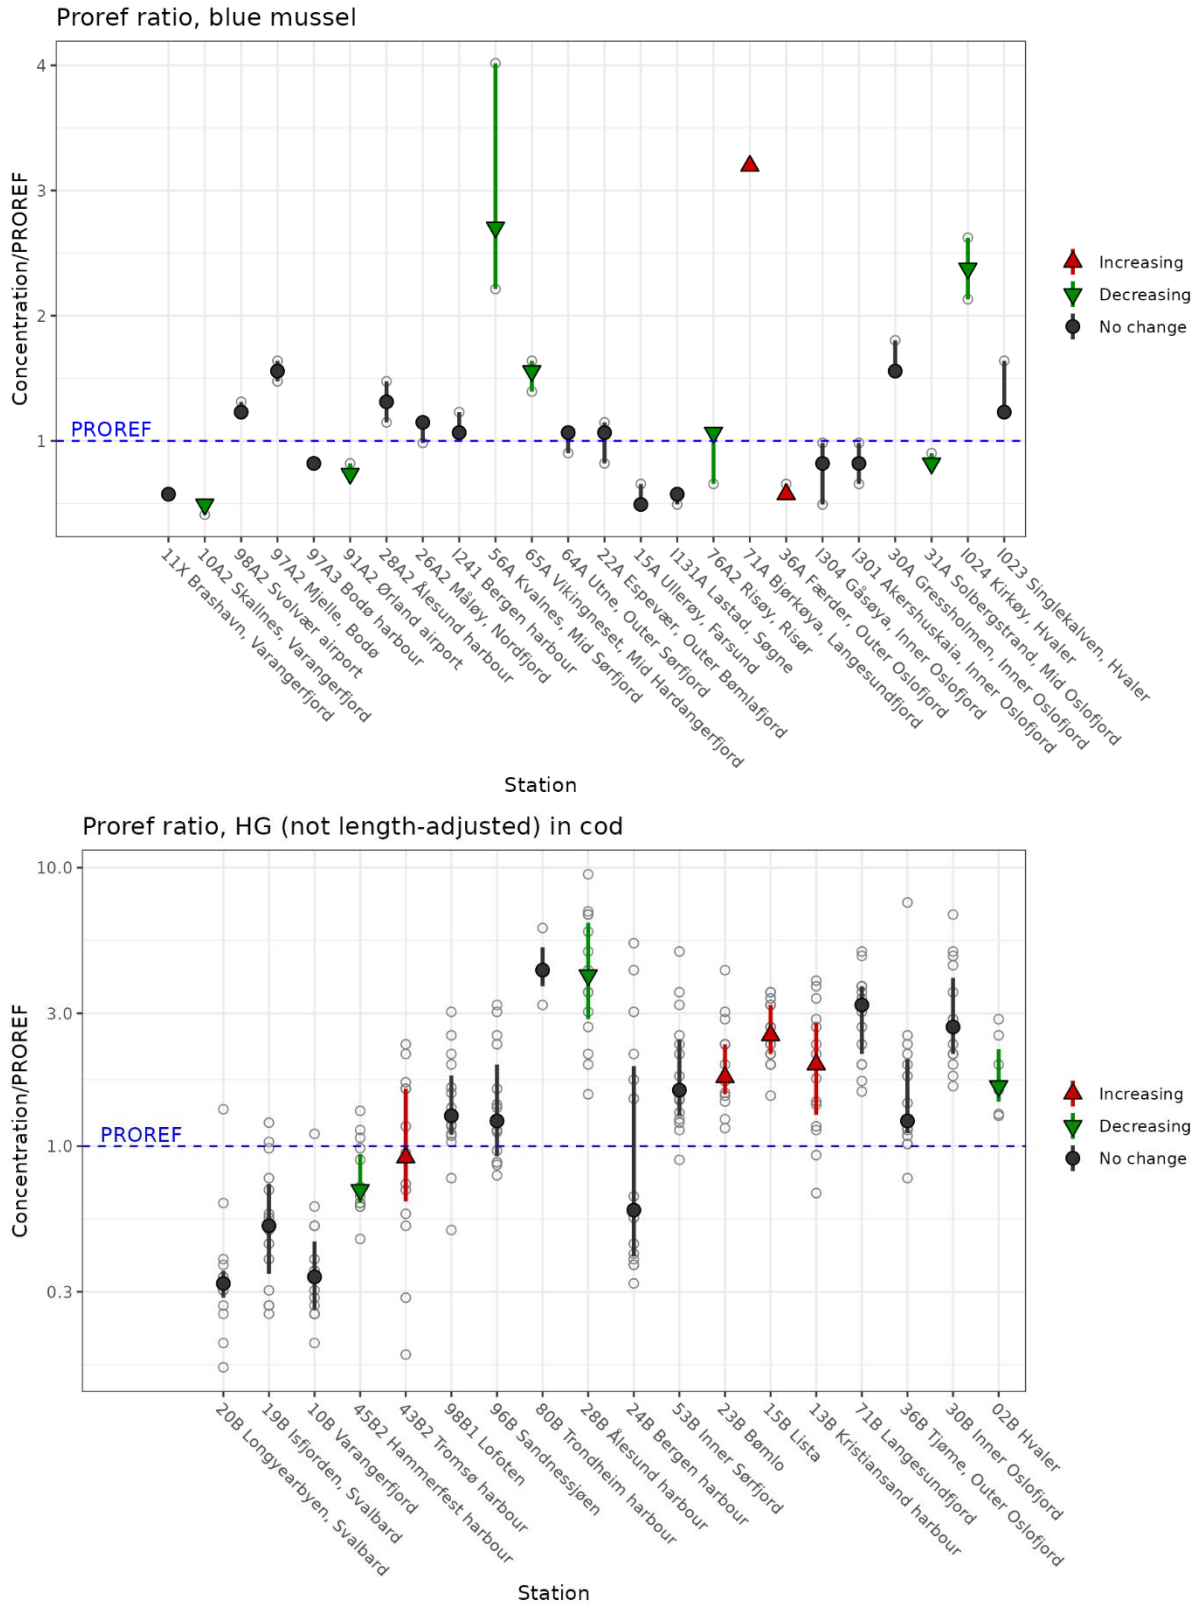 Proref ratio, blue mussel
Concentration/PROREF
4
3
2
1
PROREF
Increasing
Decreasing
No change
11X Brashavn, Varangerfjord
10A2 Skallnes, Varangerfjord
98A2 Svolvær airport
97A2 Mjelle, Bodø
97A3 Bodø harbour
91A2 Ørland airport
28A2 Ålesund harbour
26A2 Måløy, Nordfjord
I241 Bergen harbour
56A Kvalnes, Mid Sørfjord
65A Vikingneset, Mid Hardangerfjord
64A Utne, Outer Sørfjord
22A Espevær, Outer Bømlafjord
15A Ullerøy, Farsund
I131A Lastad, Søgne
76A2 Risøy, Risør
71A Bjørkøya, Langesundfjord
36A Færder, Outer Oslofjord
I304 Gåsøya, Inner Oslofjord
I301 Akershuskaia, Inner Oslofjord
30A Gressholmen, Inner Oslofjord
31A Solbergstrand, Mid Oslofjord
I024 Kirkøy, Hvaler
I023 Singlekalven, Hvaler
Station
Proref ratio, HG (not length-adjusted) in cod
Concentration/PROREF
10.0
3.0
1.0
0.3
PROREF
Increasing
Decreasing
No change
20B Longyearbyen, Svalbard
19B Isfjorden, Svalbard
10B Varangerfjord
45B2 Hammerfest harbour
43B2 Tromsø harbour
98B1 Lofoten
96B Sandnessjøen
80B Trondheim harbour
28B Ålesund harbour
24B Bergen harbour
53B Inner Sørfjord
23B Bømlo
15B Lista
13B Kristiansand harbour
71B Langesundfjord
36B Tjøme, Outer Oslofjord
30B Inner Oslofjord
02B Hvaler
Station